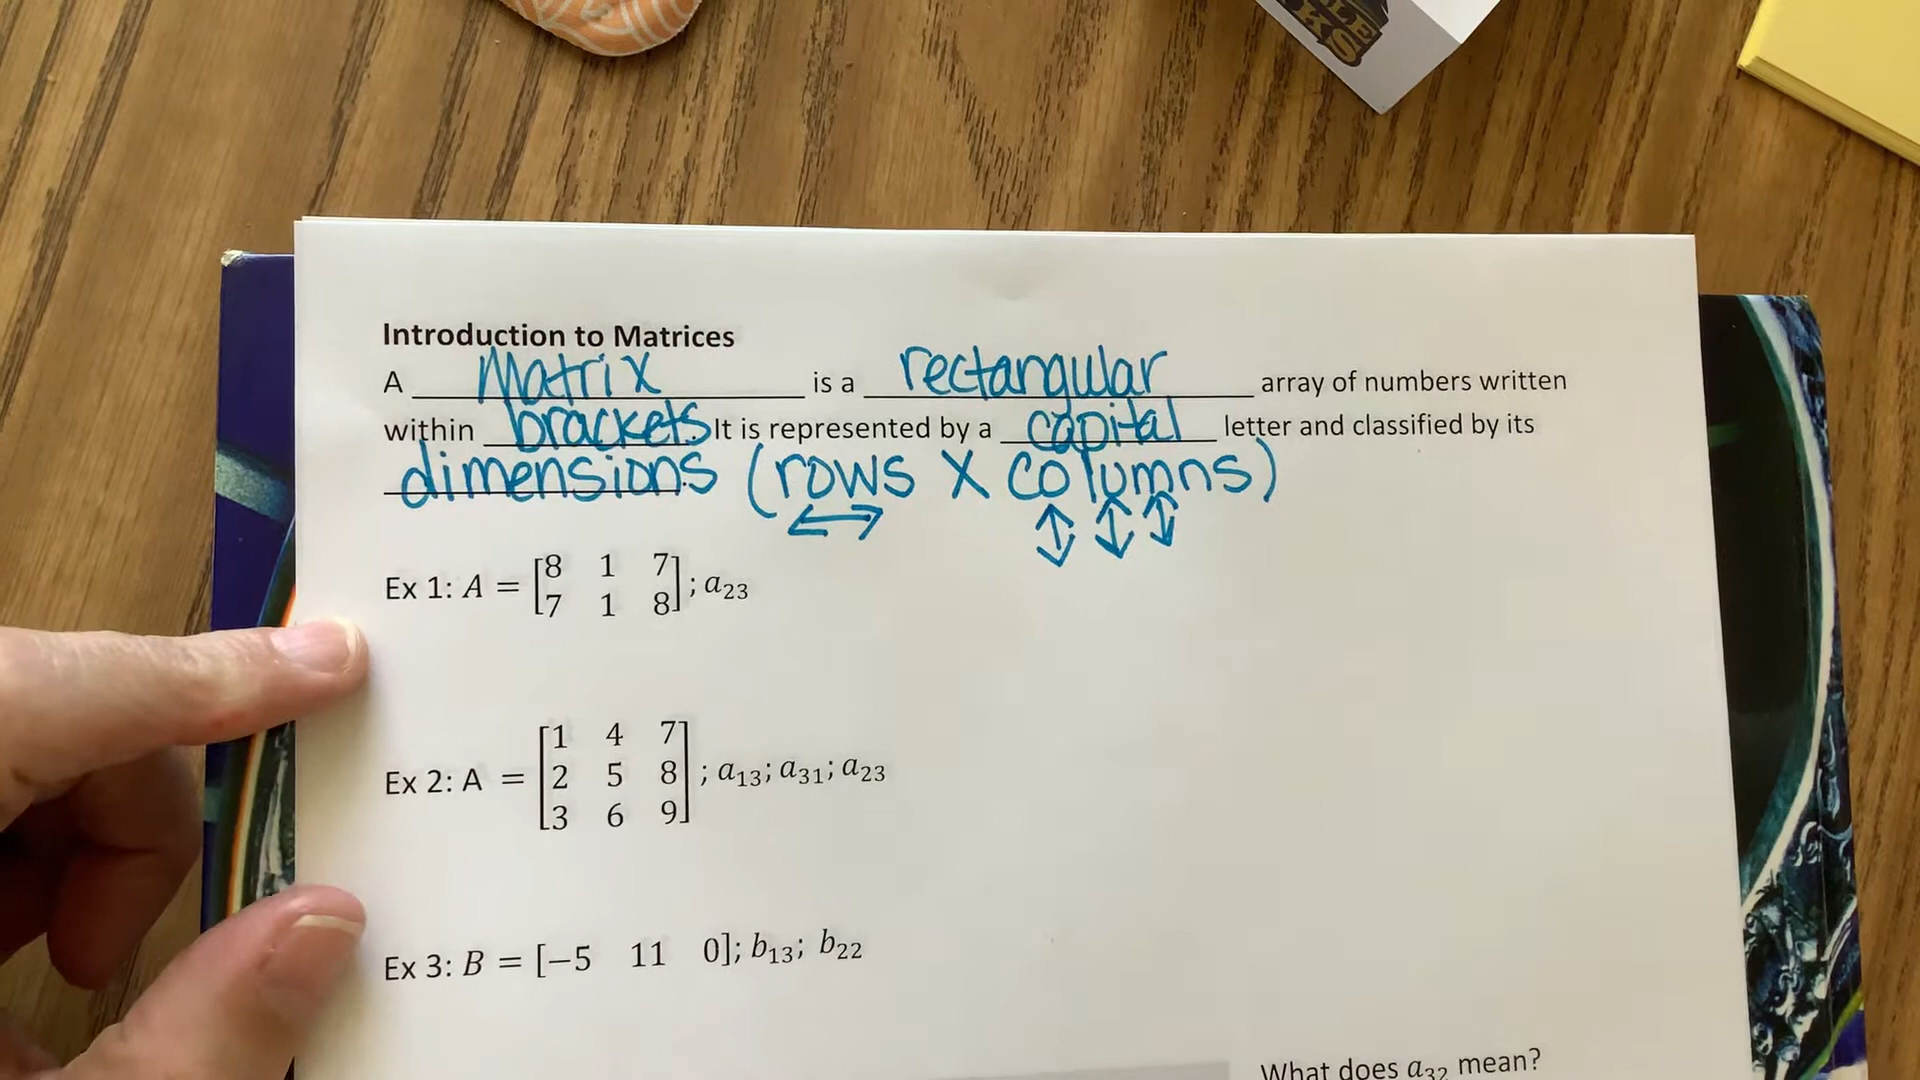 Introduction to Matrices
A Matrix is a rectangular array of numbers written
within brackets. It is represented by a capital letter and classified by its
dimensions. (rows X columns)
Ex 1: A = [8 1 7
7 1 8]; a₂₃
Ex 2: A = [1 4 7
2 5 8
3 6 9]; a₁₃; a₃₁; a₂₃
Ex 3: B = [−5 11 0]; b₁₃; b₂₂
What does a₃₂ mean?